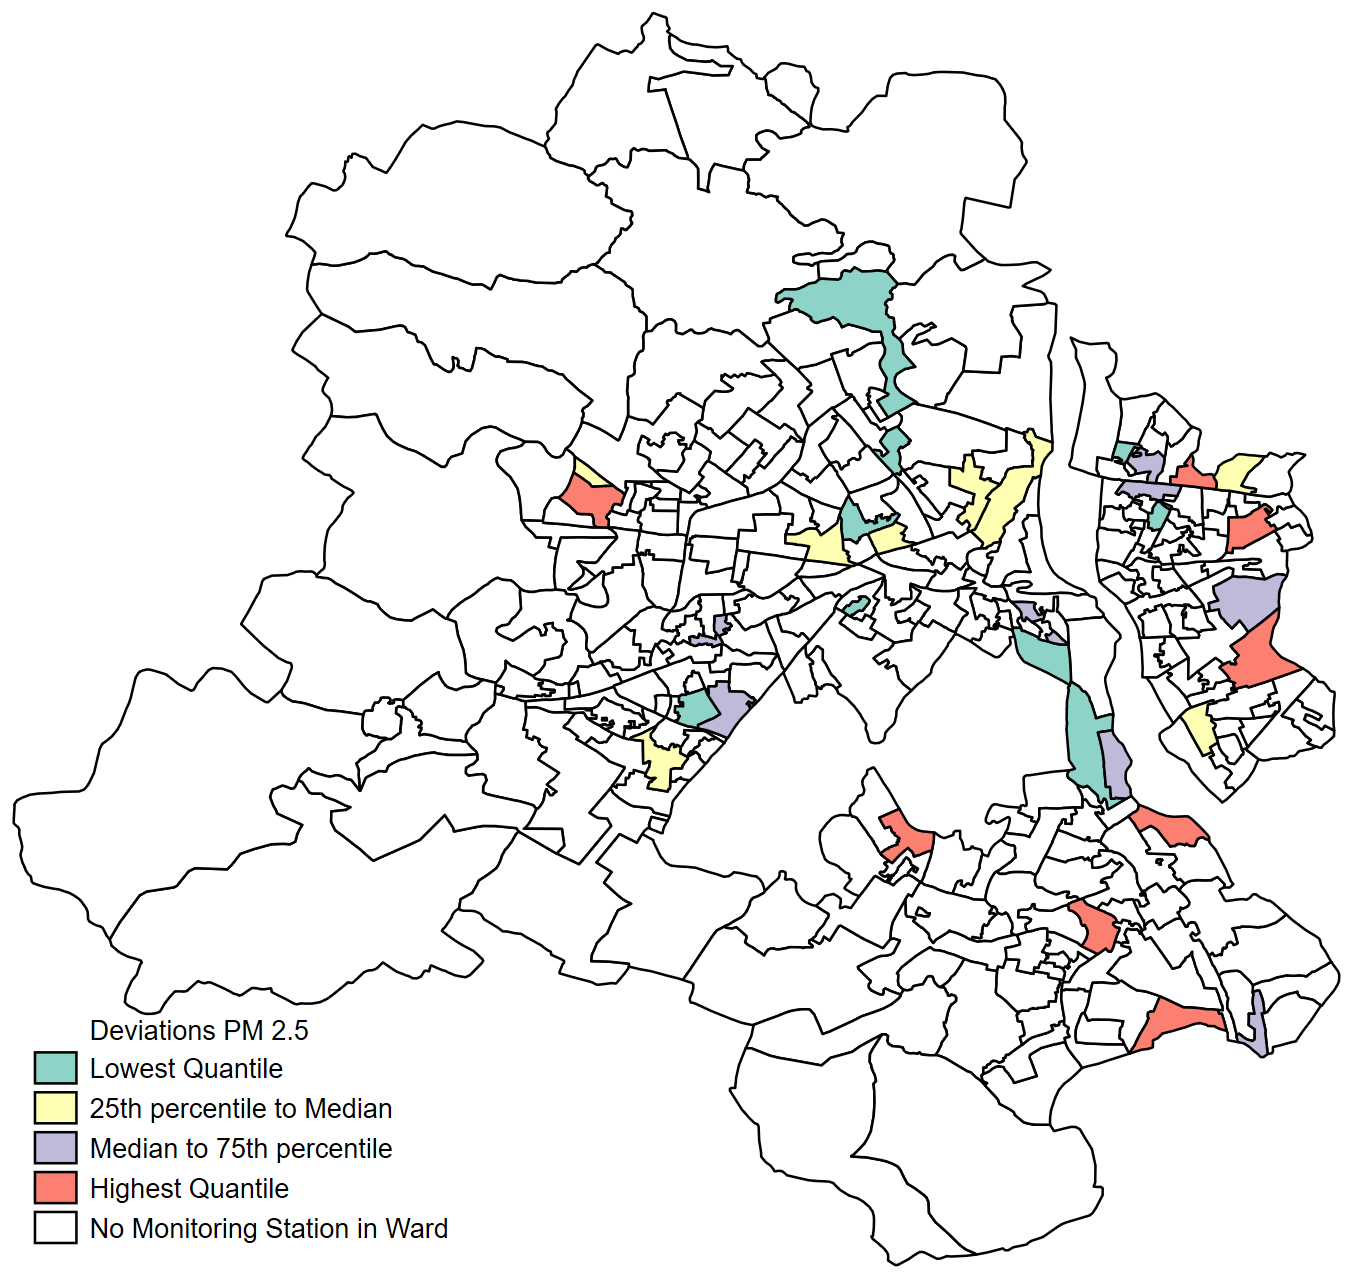 Deviations PM 2.5
Lowest Quantile
25th percentile to Median
Median to 75th percentile
Highest Quantile
No Monitoring Station in Ward